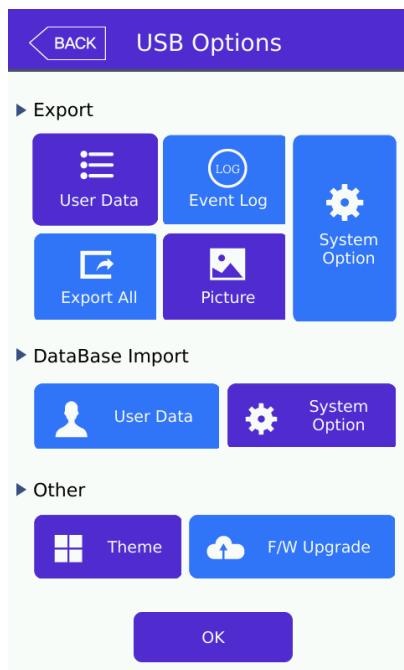 BACK
USB Options
Export
User Data
LOG
Event Log
System
Option
Export All
Picture
DataBase Import
User Data
System
Option
Other
Theme
F/W Upgrade
OK